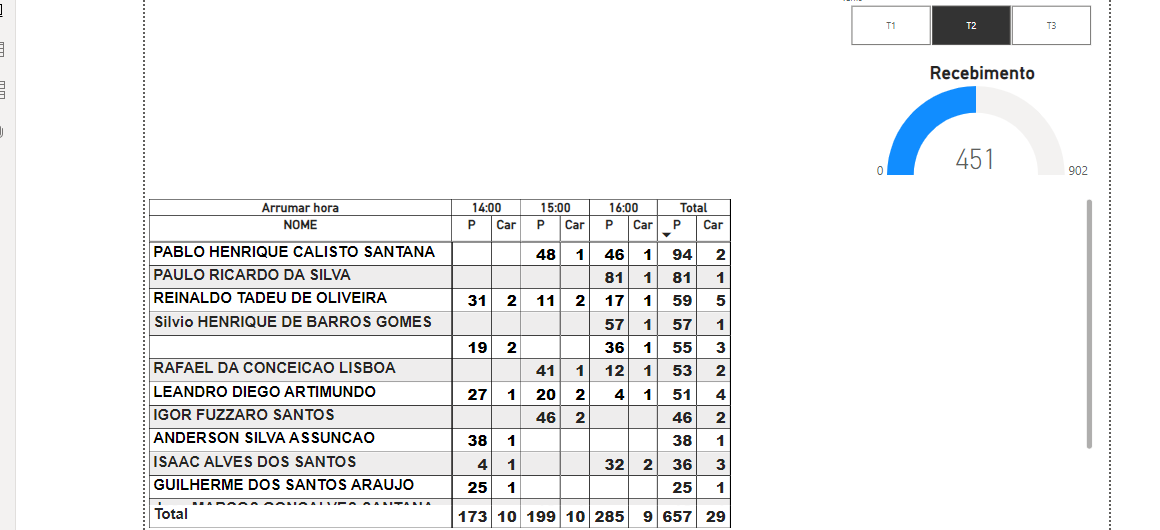 T1 T2 T3
Recebimento
451
0 902
Arrumar hora 14:00 15:00 16:00 Total
NOME P Car P Car P Car P Car
PABLO HENRIQUE CALISTO SANTANA 48 1 46 1 94 2
PAULO RICARDO DA SILVA 81 1 81 1
REINALDO TADEU DE OLIVEIRA 31 2 11 2 17 1 59 5
Silvio HENRIQUE DE BARROS GOMES 57 1 57 1
19 2 36 1 55 3
RAFAEL DA CONCEICAO LISBOA 41 1 12 1 53 2
LEANDRO DIEGO ARTIMUNDO 27 1 20 2 4 1 51 4
IGOR FUZZARO SANTOS 46 2 46 2
ANDERSON SILVA ASSUNCAO 38 1 38 1
ISAAC ALVES DOS SANTOS 4 1 32 2 36 3
GUILHERME DOS SANTOS ARAUJO 25 1 25 1
MARCOS GONCALVES SANTANA
Total 173 10 199 10 285 9 657 29